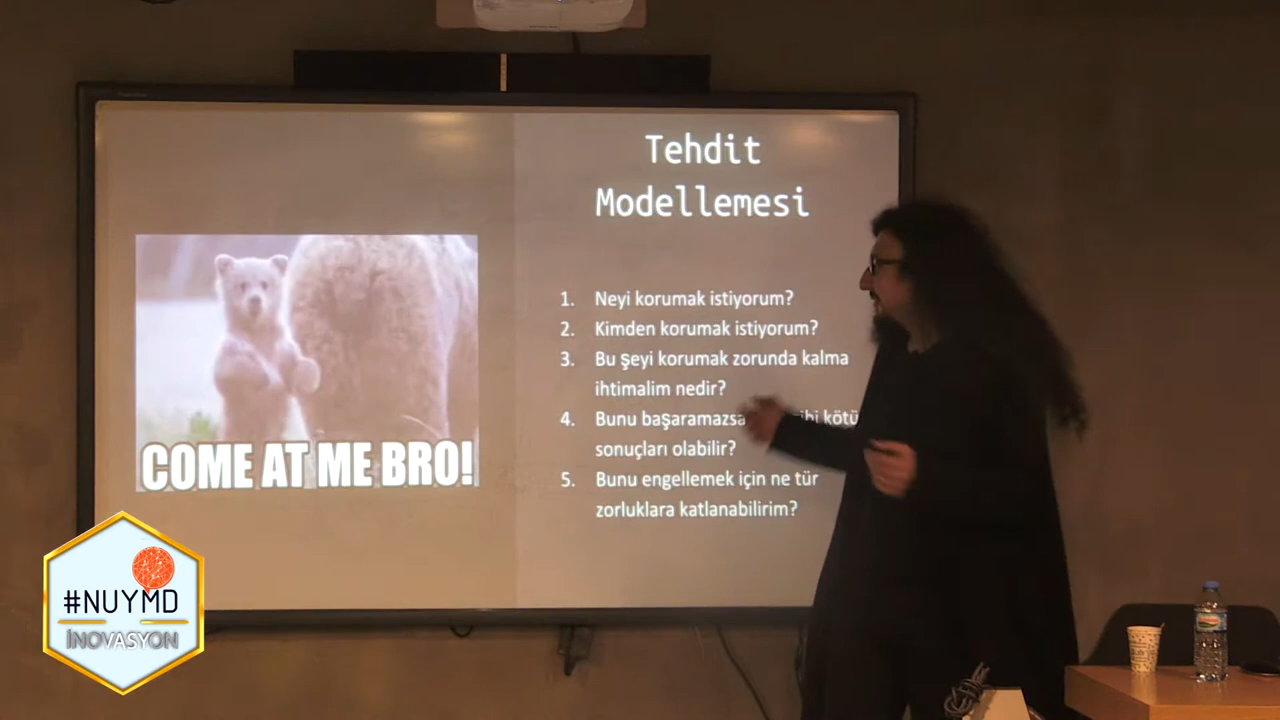 Tehdit
Modellemesi
1. Neyi korumak istiyorum?
2. Kimden korumak istiyorum?
3. Bu şeyi korumak zorunda kalma
ihtimalim nedir?
4. Bunu başaramazsa kötü
sonuçları olabilir?
5. Bunu engellemek için ne tür
zorluklara katlanabilirim?
COME AT ME BRO!
#NUYMD
İNOVASYON